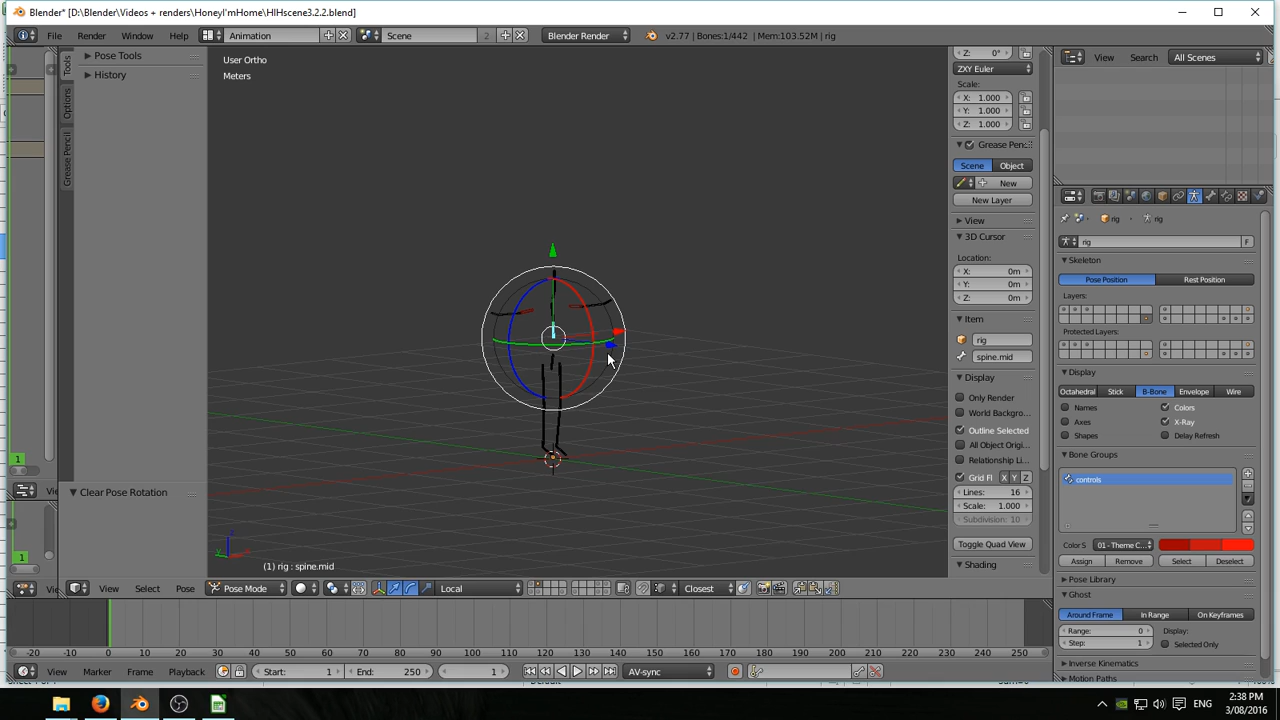 Blender* [D:\Blender\Videos + renders\HoneyI'mHome\HIHscene3.2.2.blend]
File Render Window Help Animation Scene 2 Blender Render v2.77 | Bones:1/442 | Mem:103.52M | rig
View Search All Scenes
Pose Tools
History
Tools
Options
Grease Pencil
User Ortho
Meters
Z: 0°
ZXY Euler
Scale:
X: 1.000
Y: 1.000
Z: 1.000
Grease Pen
Scene Object
New
New Layer
View
3D Cursor
Location:
X: 0m
Y: 0m
Z: 0m
Item
rig
spine.mid
Display
Only Render
World Backgro...
Outline Selected
All Object Origi...
Relationship Li...
Grid Fl X Y Z
Lines: 16
Scale: 1.000
Subdivision: 10
Toggle Quad View
Shading
rig rig
rig F
Skeleton
Pose Position Rest Position
Layers:
Protected Layers:
Display
Octahedral Stick B-Bone Envelope Wire
Names Colors
Axes X-Ray
Shapes Delay Refresh
Bone Groups
controls
Color S 01 - Theme C...
Assign Remove Select Deselect
Pose Library
Ghost
Around Frame In Range On Keyframes
Range: 0 Display:
Step: 1 Selected Only
Inverse Kinematics
Motion Paths
1
Vi
1
Vi
Clear Pose Rotation
(1) rig : spine.mid
View Select Pose Pose Mode Local Closest
-20 -10 0 10 20 30 40 50 60 70 80 90 100 110 120 130 140 150 160 170 180 190 200 210 220 230 240 250
View Marker Frame Playback Start: 1 End: 250 1 AV-sync
ENG
2:38 PM
3/08/2016